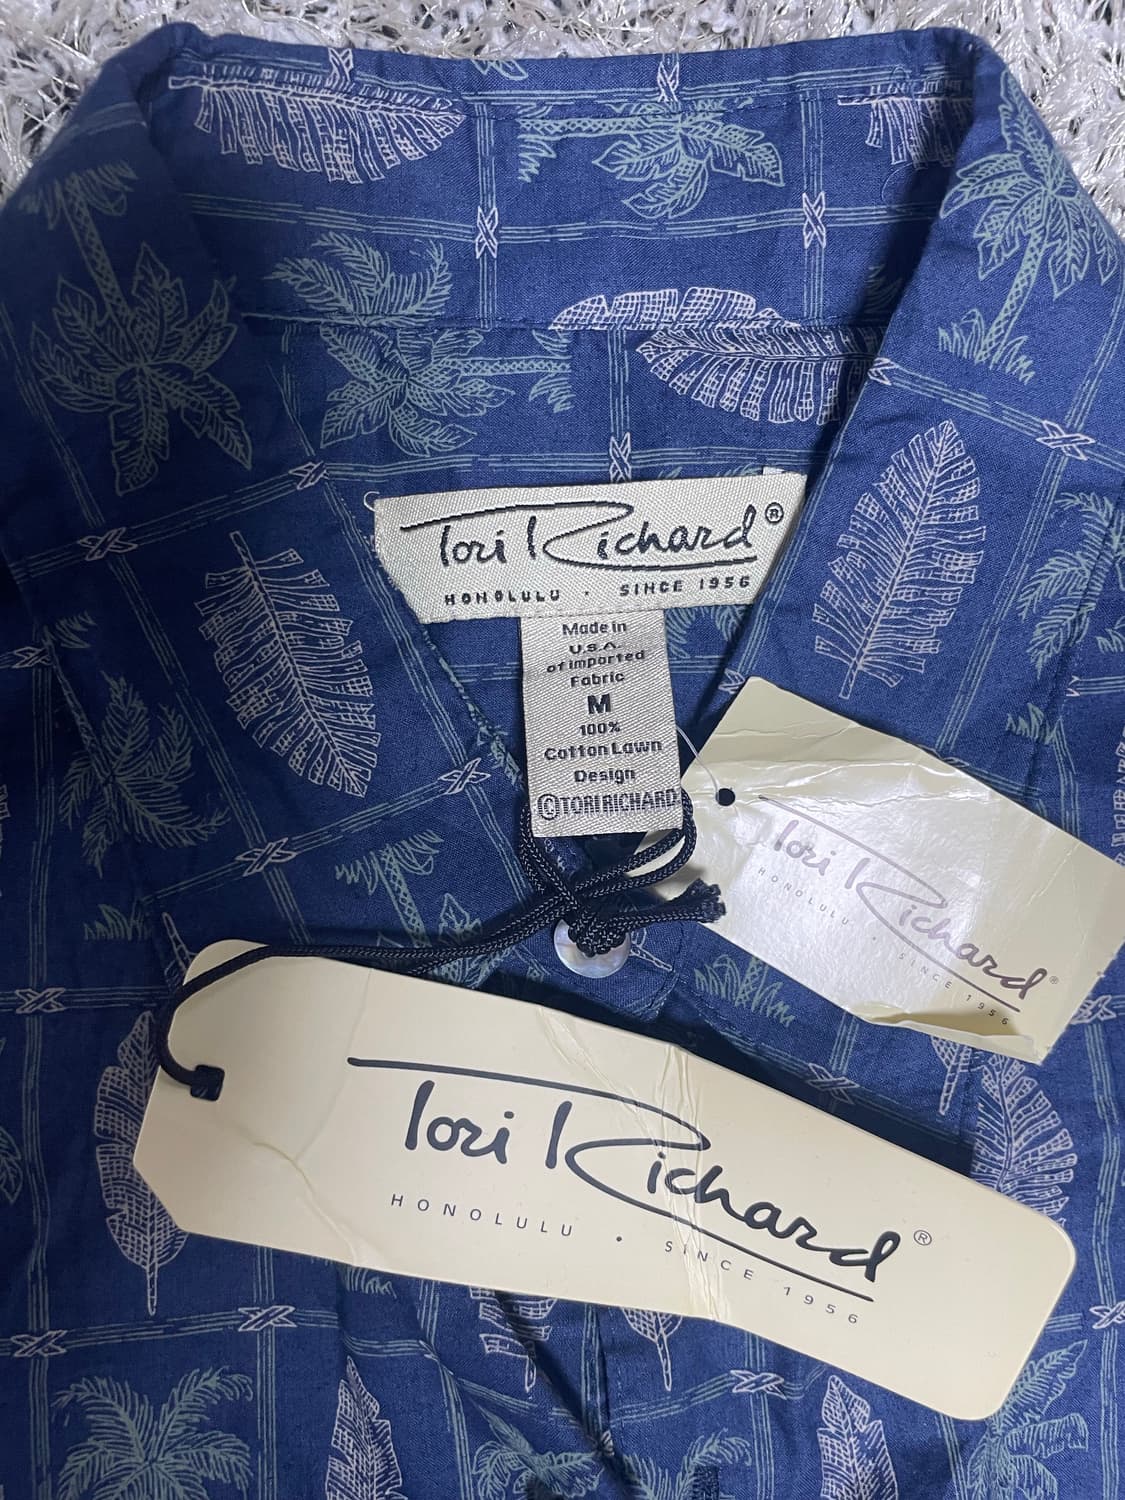 Tori Richard®
HONOLULU · SINCE 1956
Made in
U.S.A.
of imported
Fabric
M
100%
Cotton Lawn
Design
©TORI RICHARD
Tori Richard®
HONOLULU · SINCE 1956
Tori Richard®
HONOLULU · SINCE 1956